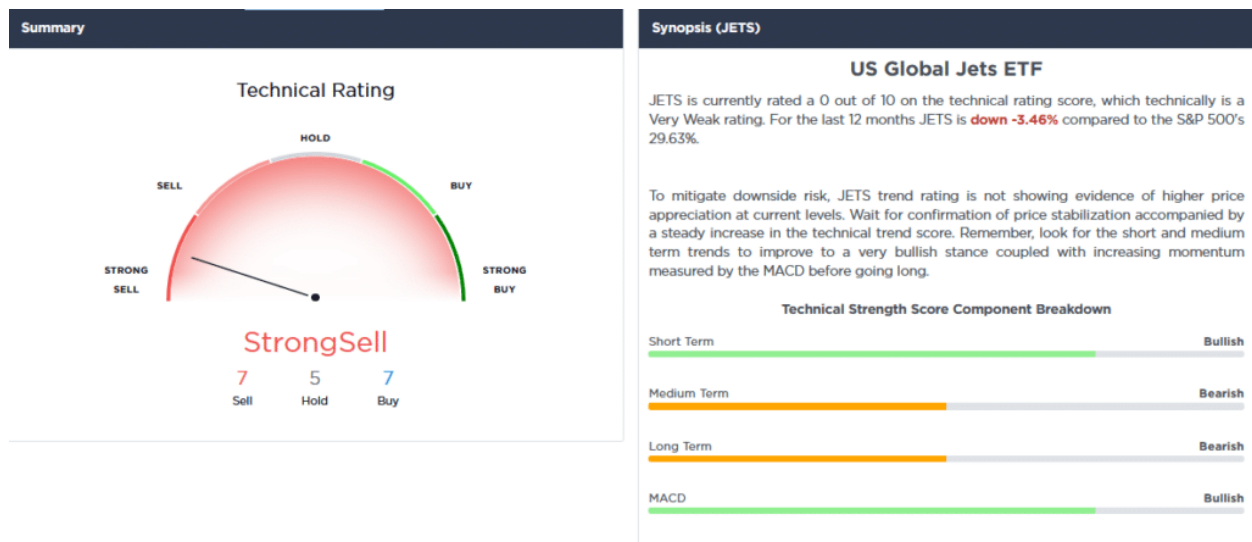 Summary
Technical Rating
HOLD
SELL
BUY
STRONG
SELL
STRONG
BUY
StrongSell
7 5 7
Sell Hold Buy
Synopsis (JETS)
US Global Jets ETF
JETS is currently rated a 0 out of 10 on the technical rating score, which technically is a
Very Weak rating. For the last 12 months JETS is down -3.46% compared to the S&P 500's
29.63%.
To mitigate downside risk, JETS trend rating is not showing evidence of higher price
appreciation at current levels. Wait for confirmation of price stabilization accompanied by
a steady increase in the technical trend score. Remember, look for the short and medium
term trends to improve to a very bullish stance coupled with increasing momentum
measured by the MACD before going long.
Technical Strength Score Component Breakdown
Short Term Bullish
Medium Term Bearish
Long Term Bearish
MACD Bullish